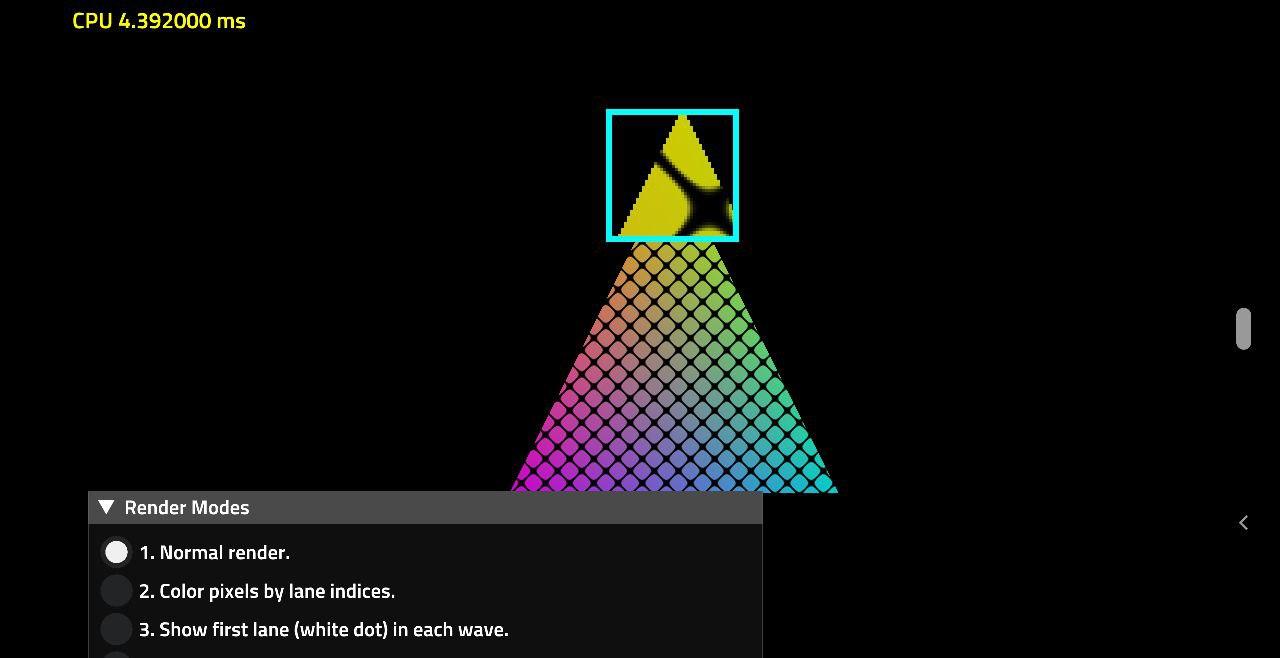 CPU 4.392000 ms
Render Modes
1. Normal render.
2. Color pixels by lane indices.
3. Show first lane (white dot) in each wave.